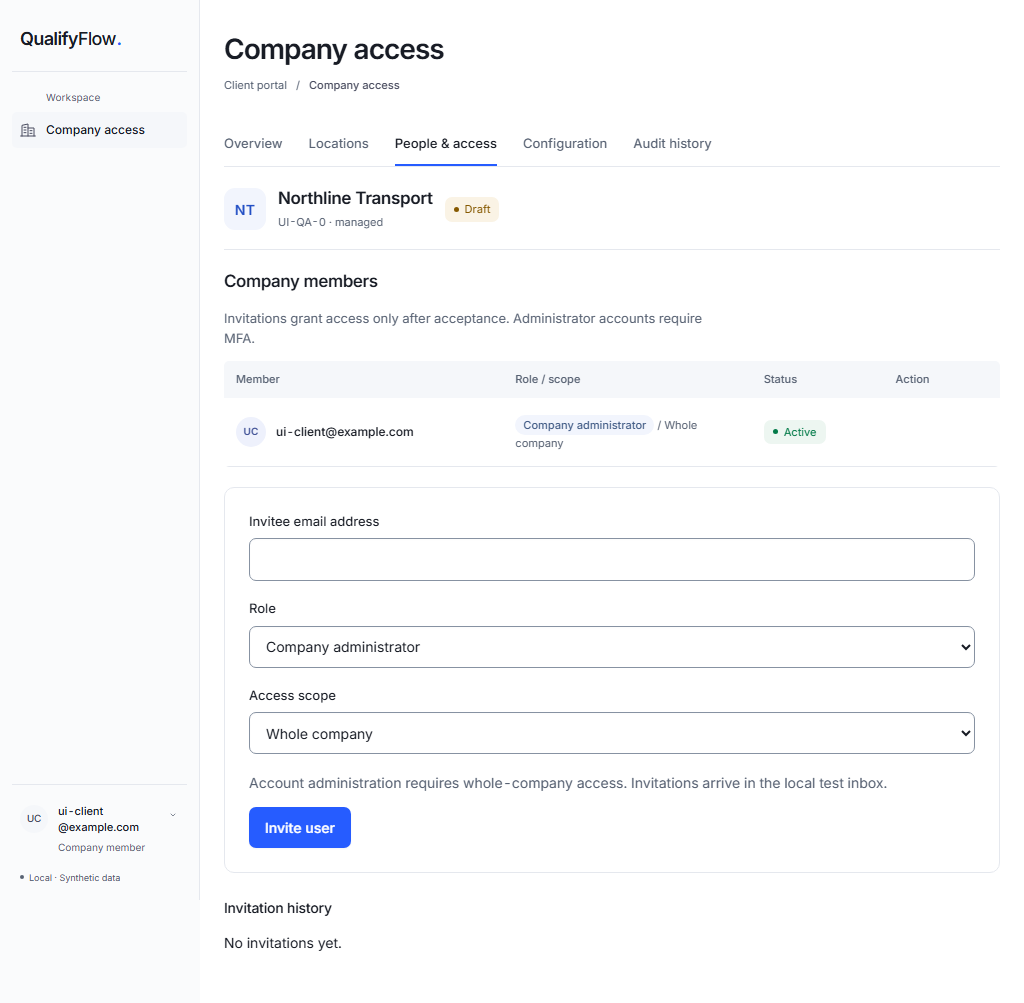 QualifyFlow.
Workspace
Company access
Company access
Client portal / Company access
Overview Locations People & access Configuration Audit history
NT
Northline Transport
UI-QA-0 · managed
Draft
Company members
Invitations grant access only after acceptance. Administrator accounts require
MFA.
Member Role / scope Status Action
UC ui-client@example.com
Company administrator / Whole
company
Active
Invitee email address
Role
Company administrator
Access scope
Whole company
Account administration requires whole-company access. Invitations arrive in the local test inbox.
Invite user
Invitation history
No invitations yet.
UC
ui-client
@example.com
Company member
Local · Synthetic data